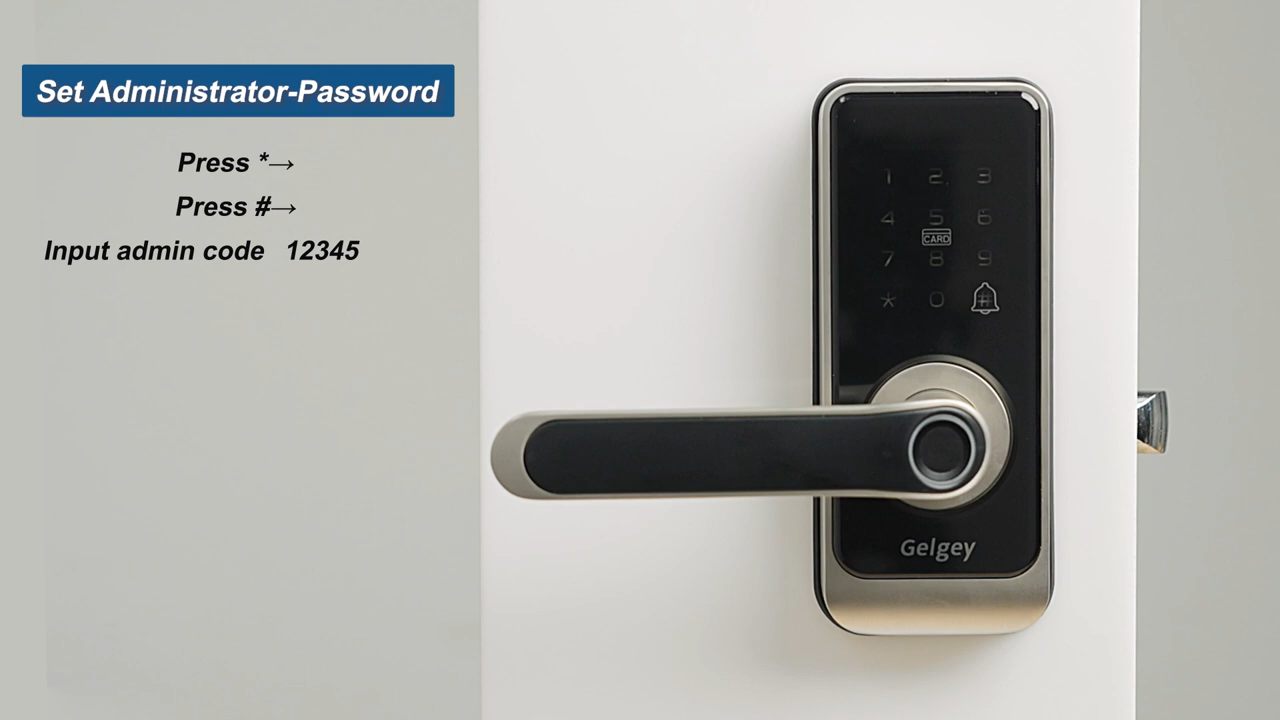 Set Administrator-Password
Press *→
Press #→
Input admin code 12345
1 2 3
4 5 6
CARD
7 8 9
* 0 #
Gelgey